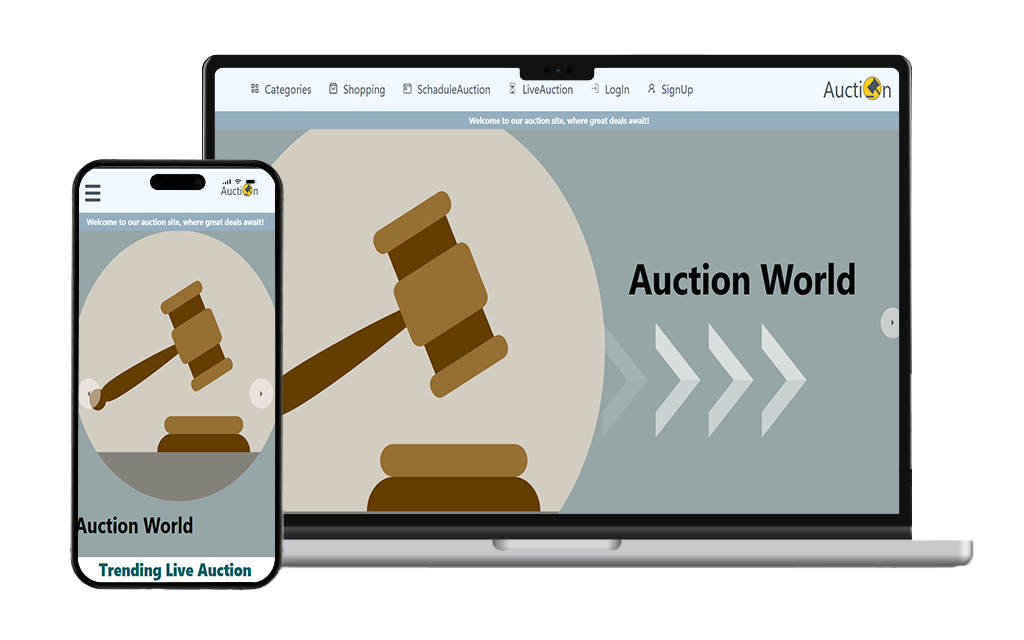 Categories Shopping SchaduleAuction LiveAuction LogIn SignUp
Auction
Welcome to our auction site, where great deals await!
Auction World
Auction
Welcome to our auction site, where great deals await!
Auction World
Trending Live Auction